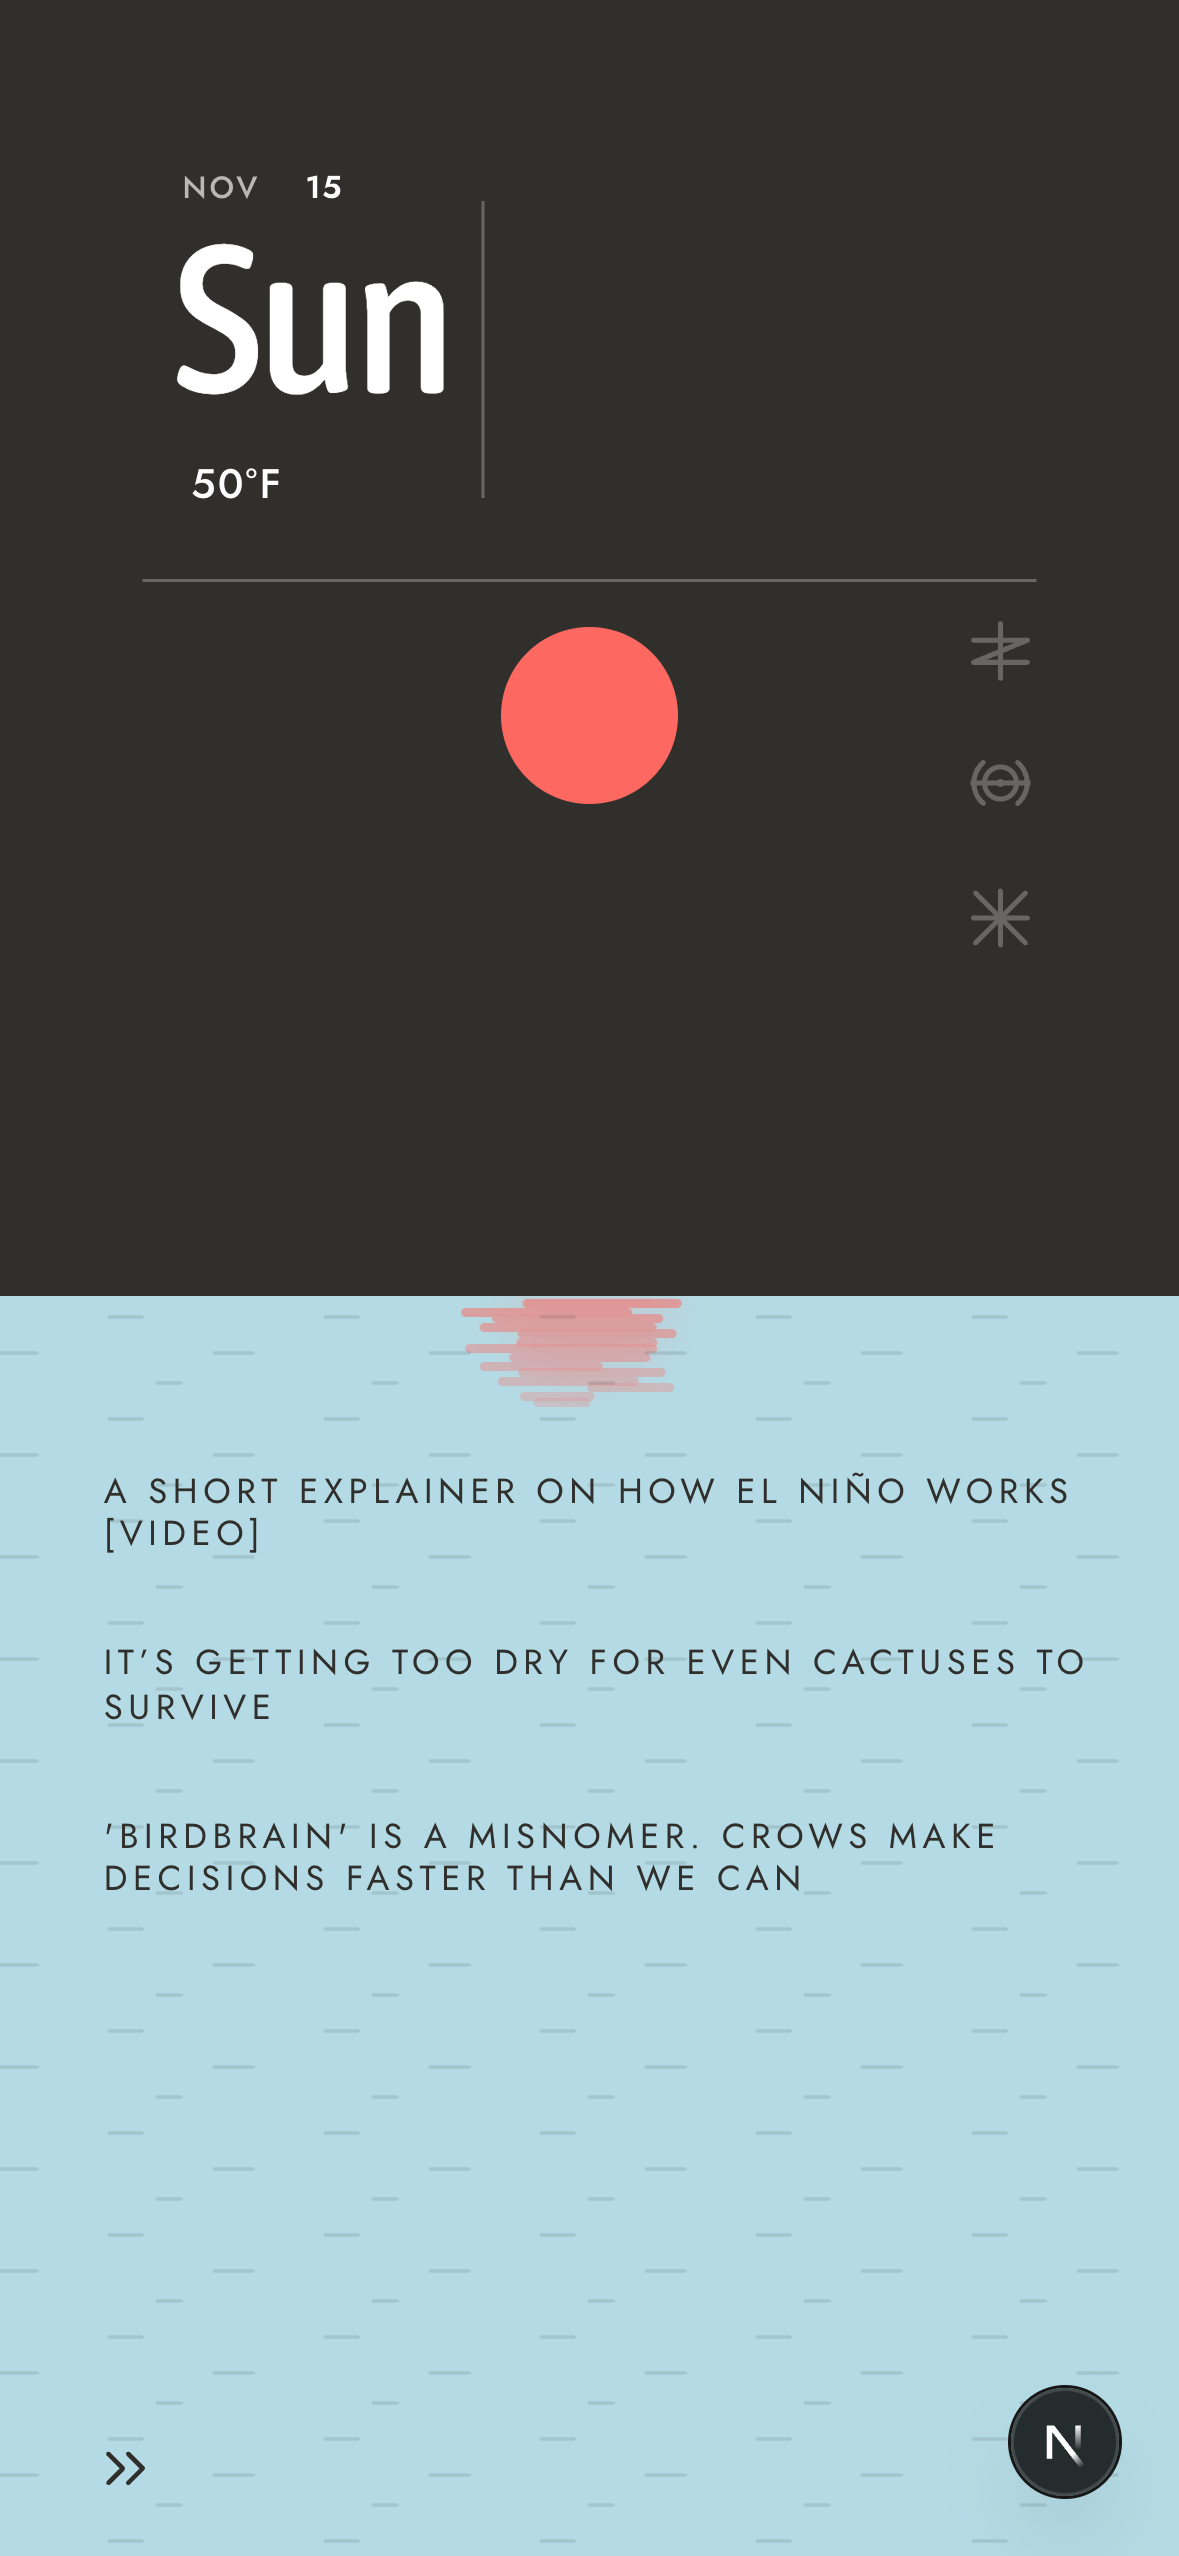 NOV 15
Sun
50°F
A SHORT EXPLAINER ON HOW EL NIÑO WORKS
[VIDEO]
IT’S GETTING TOO DRY FOR EVEN CACTUSES TO
SURVIVE
'BIRDBRAIN' IS A MISNOMER. CROWS MAKE
DECISIONS FASTER THAN WE CAN
N